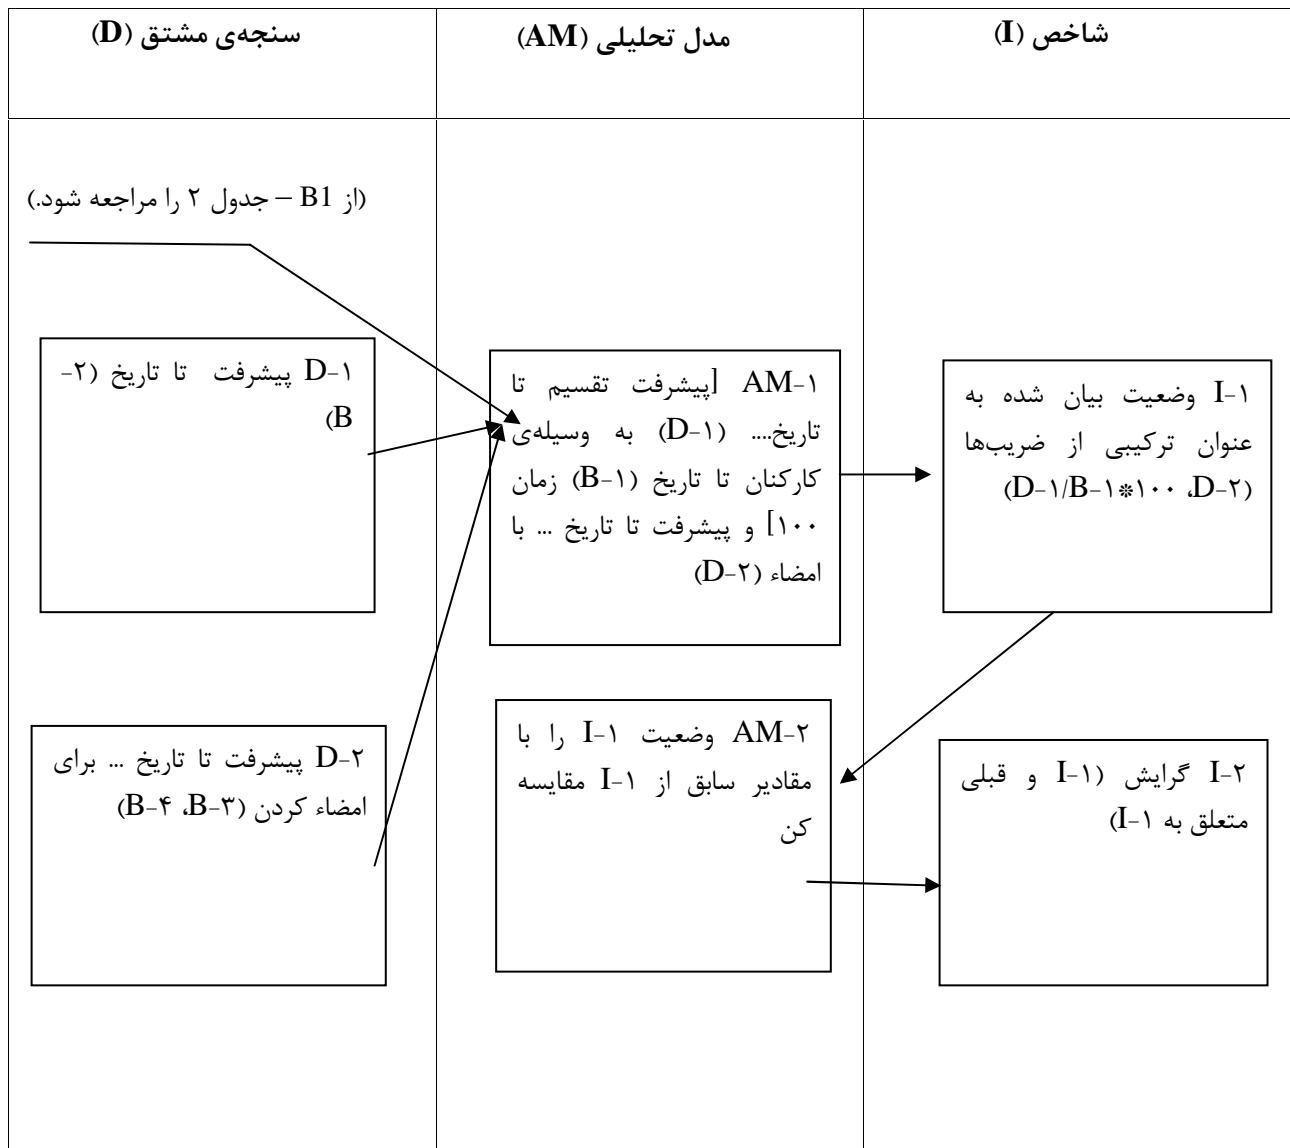 سنجه‌ی مشتق (D)
مدل تحلیلی (AM)
شاخص (I)
(از B1 – جدول ۲ را مراجعه شود.)
D-۱ پیشرفت تا تاریخ (۲-
B)
AM-۱ [پیشرفت تقسیم تا
تاریخ.... (D-۱) به وسیله‌ی
کارکنان تا تاریخ (B-۱) زمان
۱۰۰] و پیشرفت تا تاریخ ... با
امضاء (D-۲)
I-۱ وضعیت بیان شده به
عنوان ترکیبی از ضریب‌ها
(D-۱/B-۱*۱۰۰ ،D-۲)
D-۲ پیشرفت تا تاریخ ... برای
امضاء کردن (B-۳، B-۴)
AM-۲ وضعیت I-۱ را با
مقادیر سابق از I-۱ مقایسه
کن
I-۲ گرایش (I-۱ و قبلی
متعلق به I-۱)